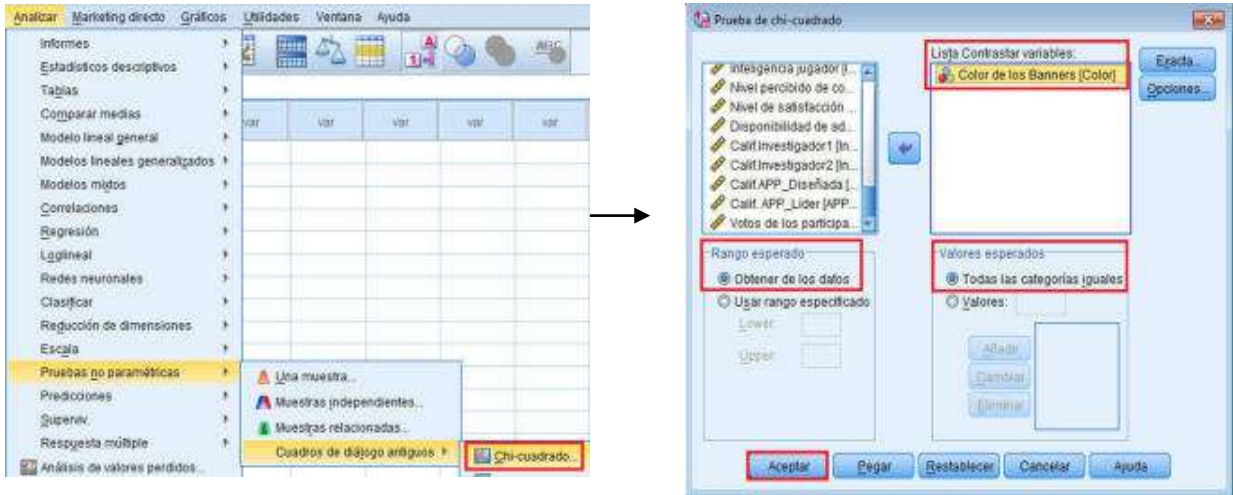 Analizar Marketing directo Gráficos Utilidades Ventana Ayuda
Informes
Estadísticos descriptivos
Tablas
Comparar medias
Modelo lineal general
Modelos lineales generalizados
Modelos mixtos
Correlaciones
Regresión
Loglineal
Redes neuronales
Clasificar
Reducción de dimensiones
Escala
Pruebas no paramétricas
Predicciones
Superviv.
Respuesta múltiple
Análisis de valores perdidos...
var var var var var
Una muestra...
Muestras independientes...
Muestras relacionadas...
Cuadros de diálogo antiguos
Chi-cuadrado...
Prueba de chi-cuadrado
Inteligencia jugador [I...
Nivel percibido de co...
Nivel de satisfacción ...
Disponibilidad de ad...
Calif.Investigador1 [In...
Calif.Investigador2 [In...
Calif.APP_Diseñada [...
Calif. APP_Lider [APP...
Votos de los participa...
Lista Contrastar variables:
Color de los Banners [Color]
Exacta...
Opciones...
Rango esperado
Obtener de los datos
Usar rango especificado
Lower:
Upper:
Valores esperados
Todas las categorías iguales
Valores:
Añadir
Cambiar
Eliminar
Aceptar Pegar Restablecer Cancelar Ayuda